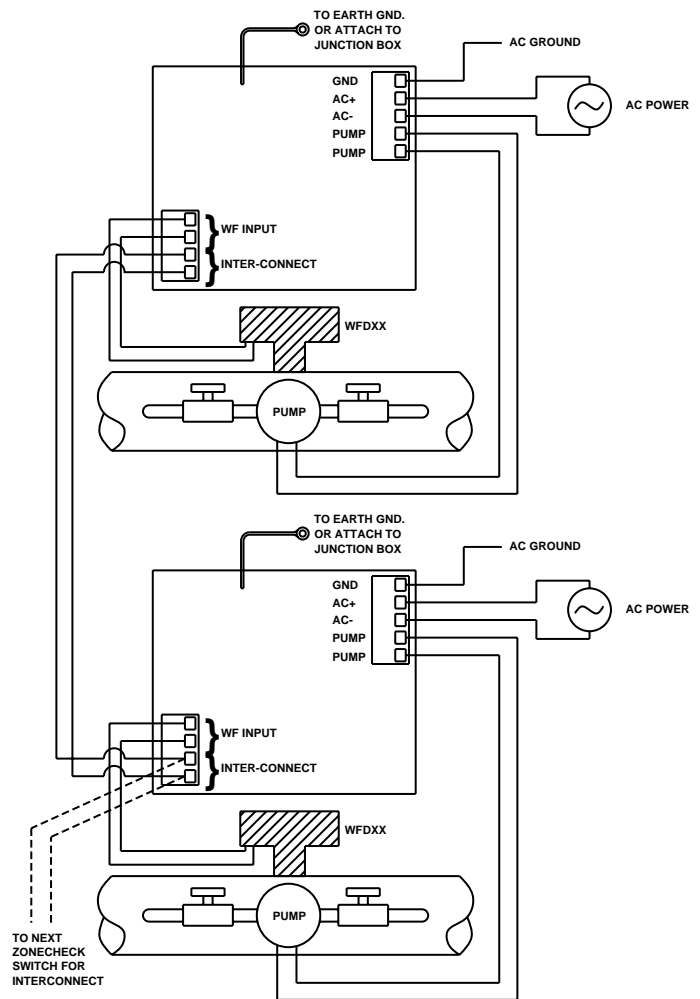 TO EARTH GND.
OR ATTACH TO
JUNCTION BOX
AC GROUND
GND
AC+
AC-
PUMP
PUMP
AC POWER
WF INPUT
INTER-CONNECT
WFDXX
PUMP
TO EARTH GND.
OR ATTACH TO
JUNCTION BOX
AC GROUND
GND
AC+
AC-
PUMP
PUMP
AC POWER
WF INPUT
INTER-CONNECT
WFDXX
PUMP
TO NEXT
ZONECHECK
SWITCH FOR
INTERCONNECT